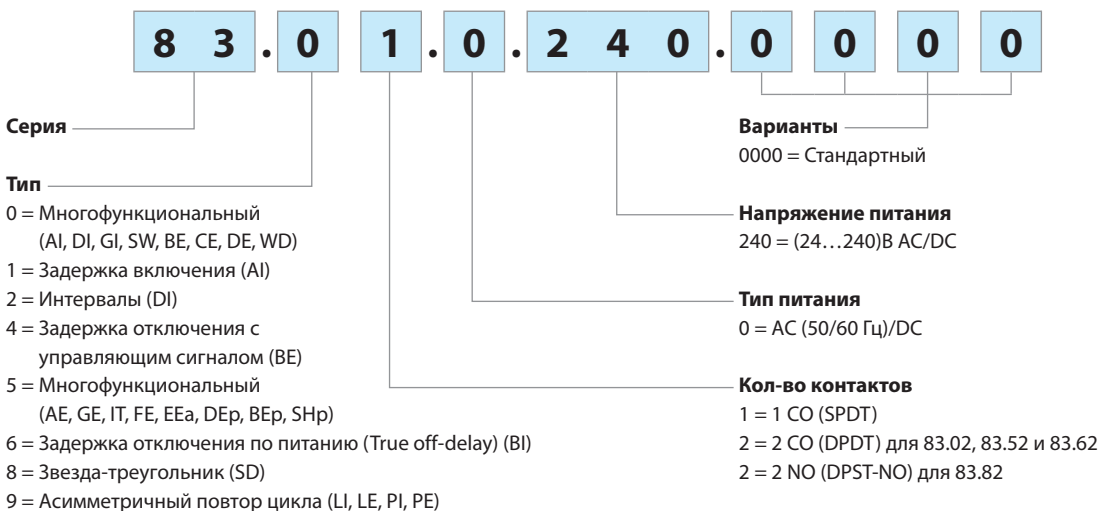 8 3 . 0 1 . 0 . 2 4 0 . 0 0 0 0
Серия
Тип
0 = Многофункциональный
(AI, DI, GI, SW, BE, CE, DE, WD)
1 = Задержка включения (AI)
2 = Интервалы (DI)
4 = Задержка отключения с
управляющим сигналом (BE)
5 = Многофункциональный
(AE, GE, IT, FE, EEa, DEp, BEp, SHp)
6 = Задержка отключения по питанию (True off-delay) (BI)
8 = Звезда-треугольник (SD)
9 = Асимметричный повтор цикла (LI, LE, PI, PE)
Варианты
0000 = Стандартный
Напряжение питания
240 = (24…240)В AC/DC
Тип питания
0 = AC (50/60 Гц)/DC
Кол-во контактов
1 = 1 CO (SPDT)
2 = 2 CO (DPDT) для 83.02, 83.52 и 83.62
2 = 2 NO (DPST-NO) для 83.82